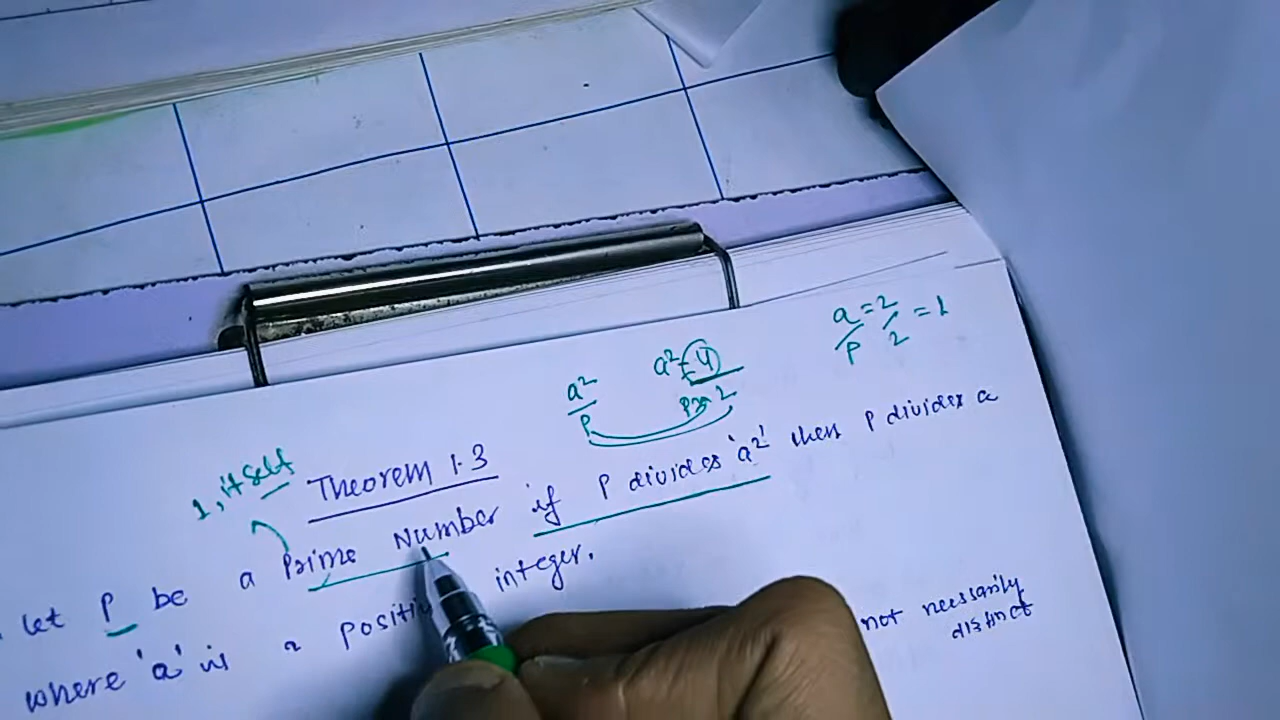 a = 2 / P 2 = 1
a² / P
a² = 4
1, itself
Theorem 1.3
let P be a Prime Number if P divides 'a²' then P divides a
where 'a' is a positi integer.
not necessarily
distinct